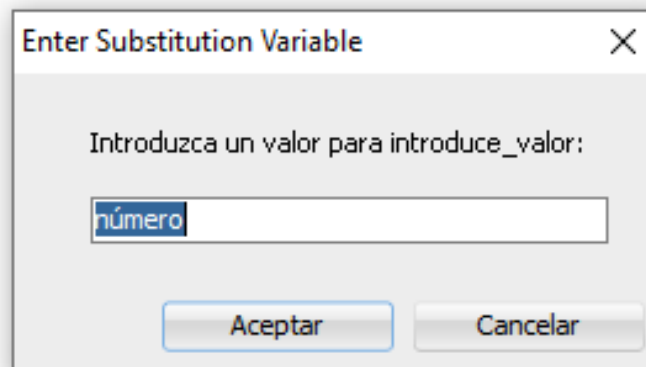 Enter Substitution Variable
Introduzca un valor para introduce_valor:
número
Aceptar Cancelar